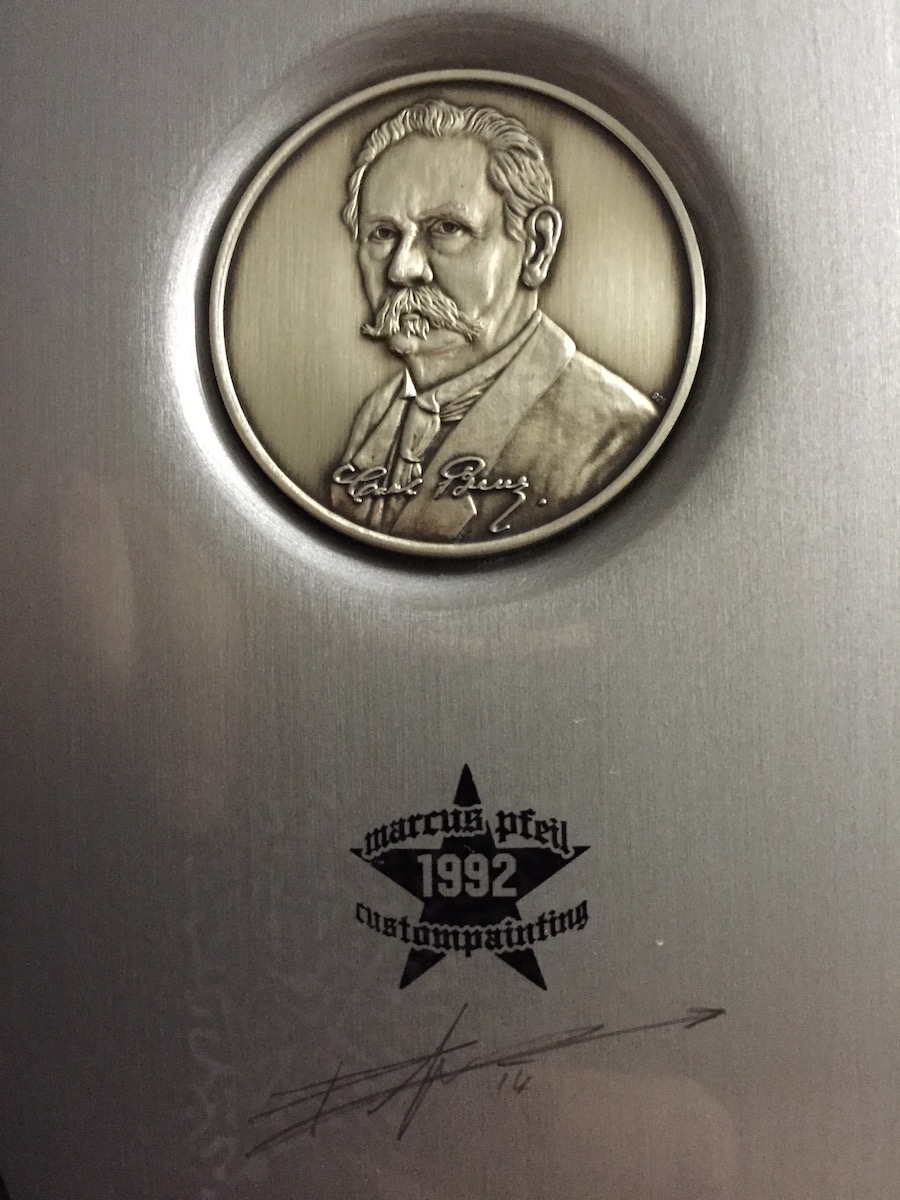 Carl Benz.
marcus pfeil
1992
custompainting
14